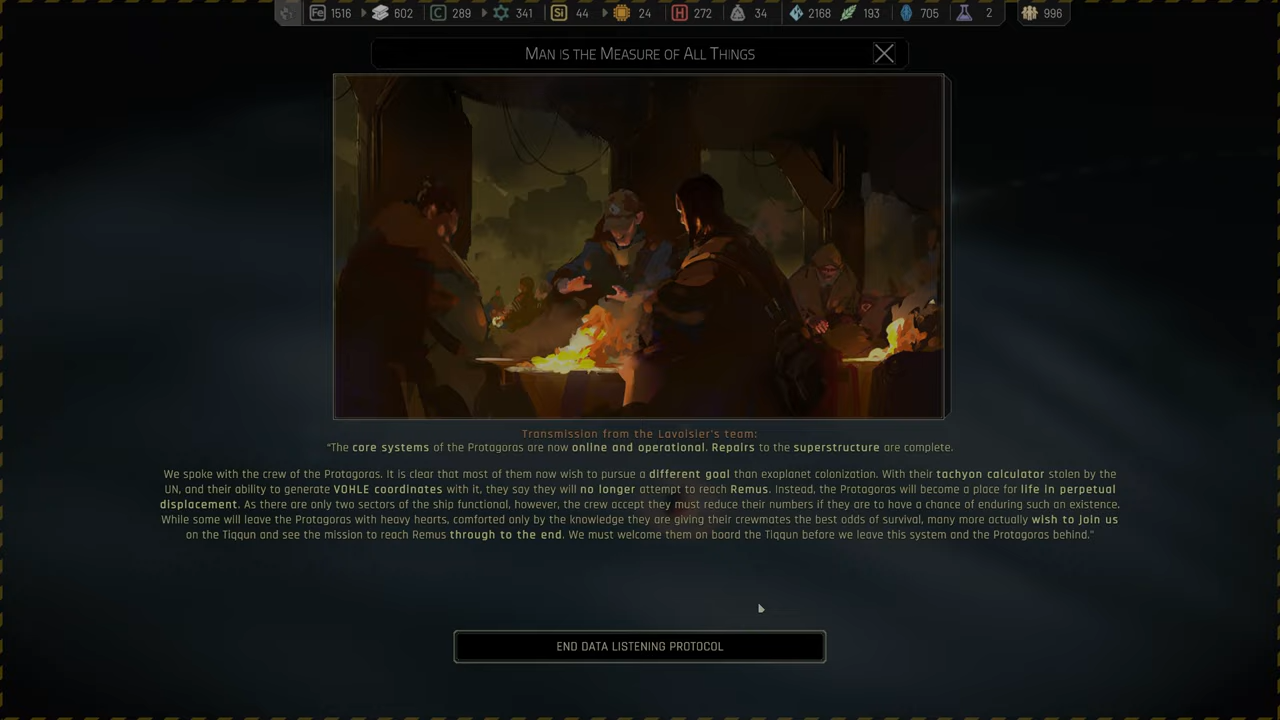 Fe 1516 602 C 289 341 Si 44 24 H 272 34 2168 193 705 2 996
Man is the Measure of All Things
Transmission from the Lavoisier's team:
"The core systems of the Protagoras are now online and operational. Repairs to the superstructure are complete.
We spoke with the crew of the Protagoras. It is clear that most of them now wish to pursue a different goal than exoplanet colonization. With their tachyon calculator stolen by the
UN, and their ability to generate VOHLE coordinates with it, they say they will no longer attempt to reach Remus. Instead, the Protagoras will become a place for life in perpetual
displacement. As there are only two sectors of the ship functional, however, the crew accept they must reduce their numbers if they are to have a chance of enduring such an existence.
While some will leave the Protagoras with heavy hearts, comforted only by the knowledge they are giving their crewmates the best odds of survival, many more actually wish to join us
on the Tiqqun and see the mission to reach Remus through to the end. We must welcome them on board the Tiqqun before we leave this system and the Protagoras behind."
END DATA LISTENING PROTOCOL